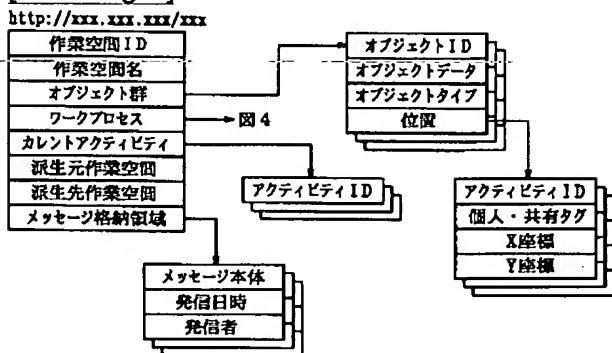 http://xxx.xxx.xxx/xxx
作業空間ID
作業空間名
オブジェクト群
ワークプロセス
図4
カレントアクティビティ
派生元作業空間
派生先作業空間
メッセージ格納領域
オブジェクトID
オブジェクトデータ
オブジェクトタイプ
位置
アクティビティID
アクティビティID
個人・共有タグ
X座標
Y座標
メッセージ本体
発信日時
発信者